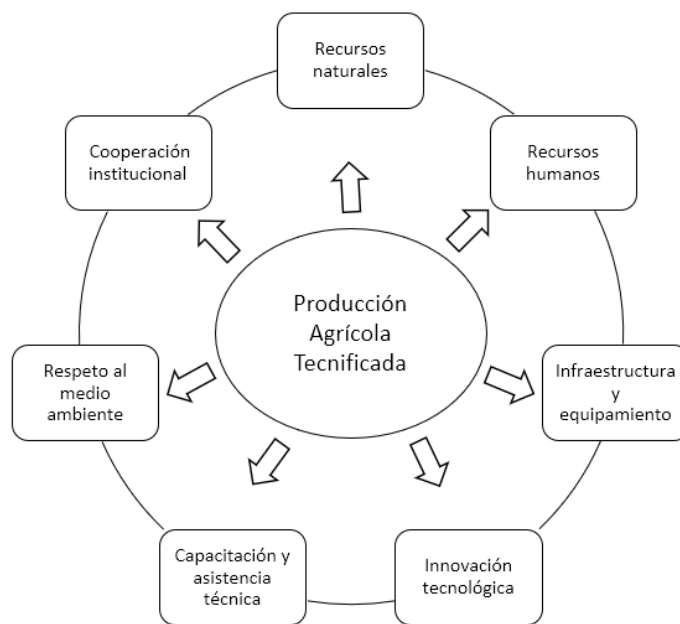 Recursos
naturales
Recursos
humanos
Infraestructura
y
equipamiento
Innovación
tecnológica
Capacitación y
asistencia
técnica
Respeto al
medio
ambiente
Cooperación
institucional
Producción
Agrícola
Tecnificada